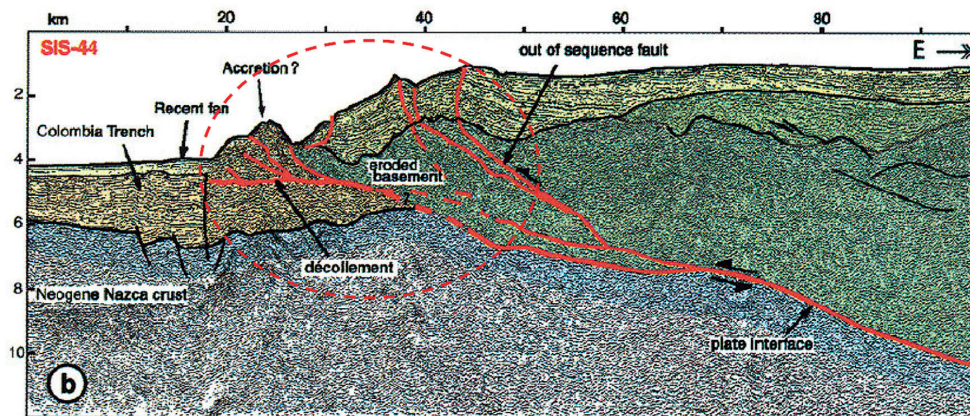 km 20 40 60 80
SIS-44
out of sequence fault
E
Accretion ?
2
Recent fan
Colombia Trench
4
eroded
basement
6
décollement
8
Neogene Nazca crust
plate interface
10
b